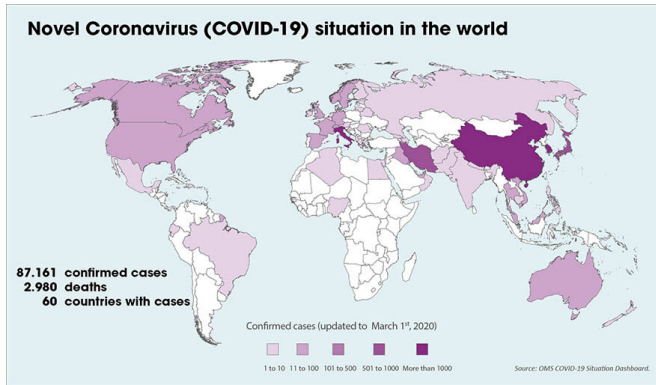 Novel Coronavirus (COVID-19) situation in the world
87.161 confirmed cases
2.980 deaths
60 countries with cases
Confirmed cases (updated to March 1st, 2020)
1 to 10 11 to 100 101 to 500 501 to 1000 More than 1000
Source: OMS COVID-19 Situation Dashboard.